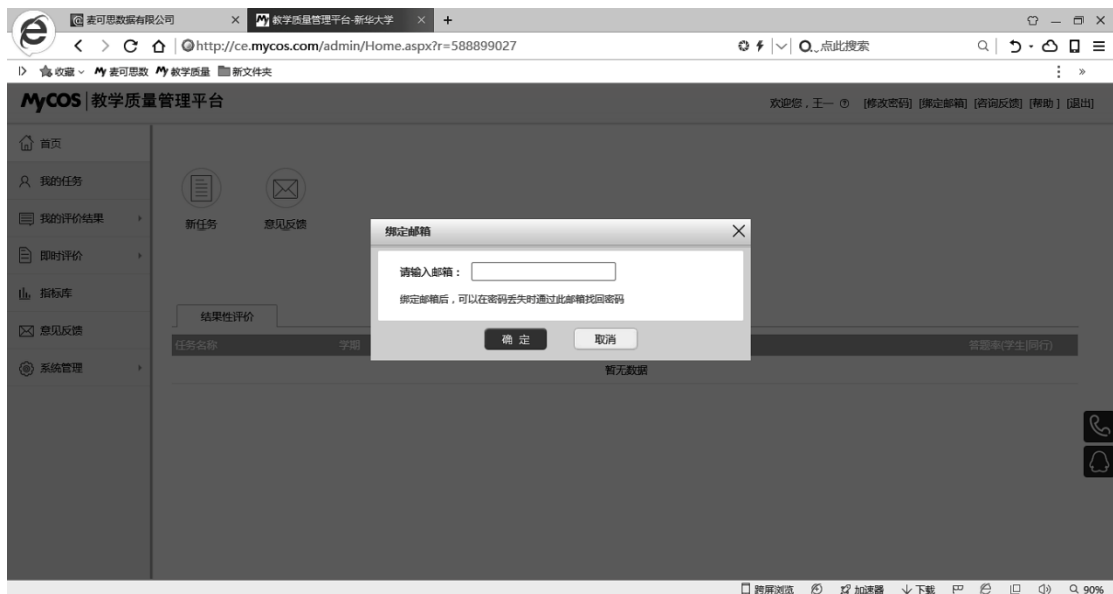 麦可思数据有限公司
教学质量管理平台-新华大学
http://ce.mycos.com/admin/Home.aspx?r=588899027
点此搜索
收藏 麦可思数 教学质量 新文件夹
MyCOS 教学质量管理平台
欢迎您，王一 [修改密码] [绑定邮箱] [咨询反馈] [帮助] [退出]
首页
我的任务
我的评价结果
即时评价
指标库
意见反馈
系统管理
新任务 意见反馈
绑定邮箱
请输入邮箱：
绑定邮箱后，可以在密码丢失时通过此邮箱找回密码
确 定 取消
结果性评价
任务名称 学期 答题率(学生|同行)
暂无数据
跨屏浏览 加速器 下载 90%